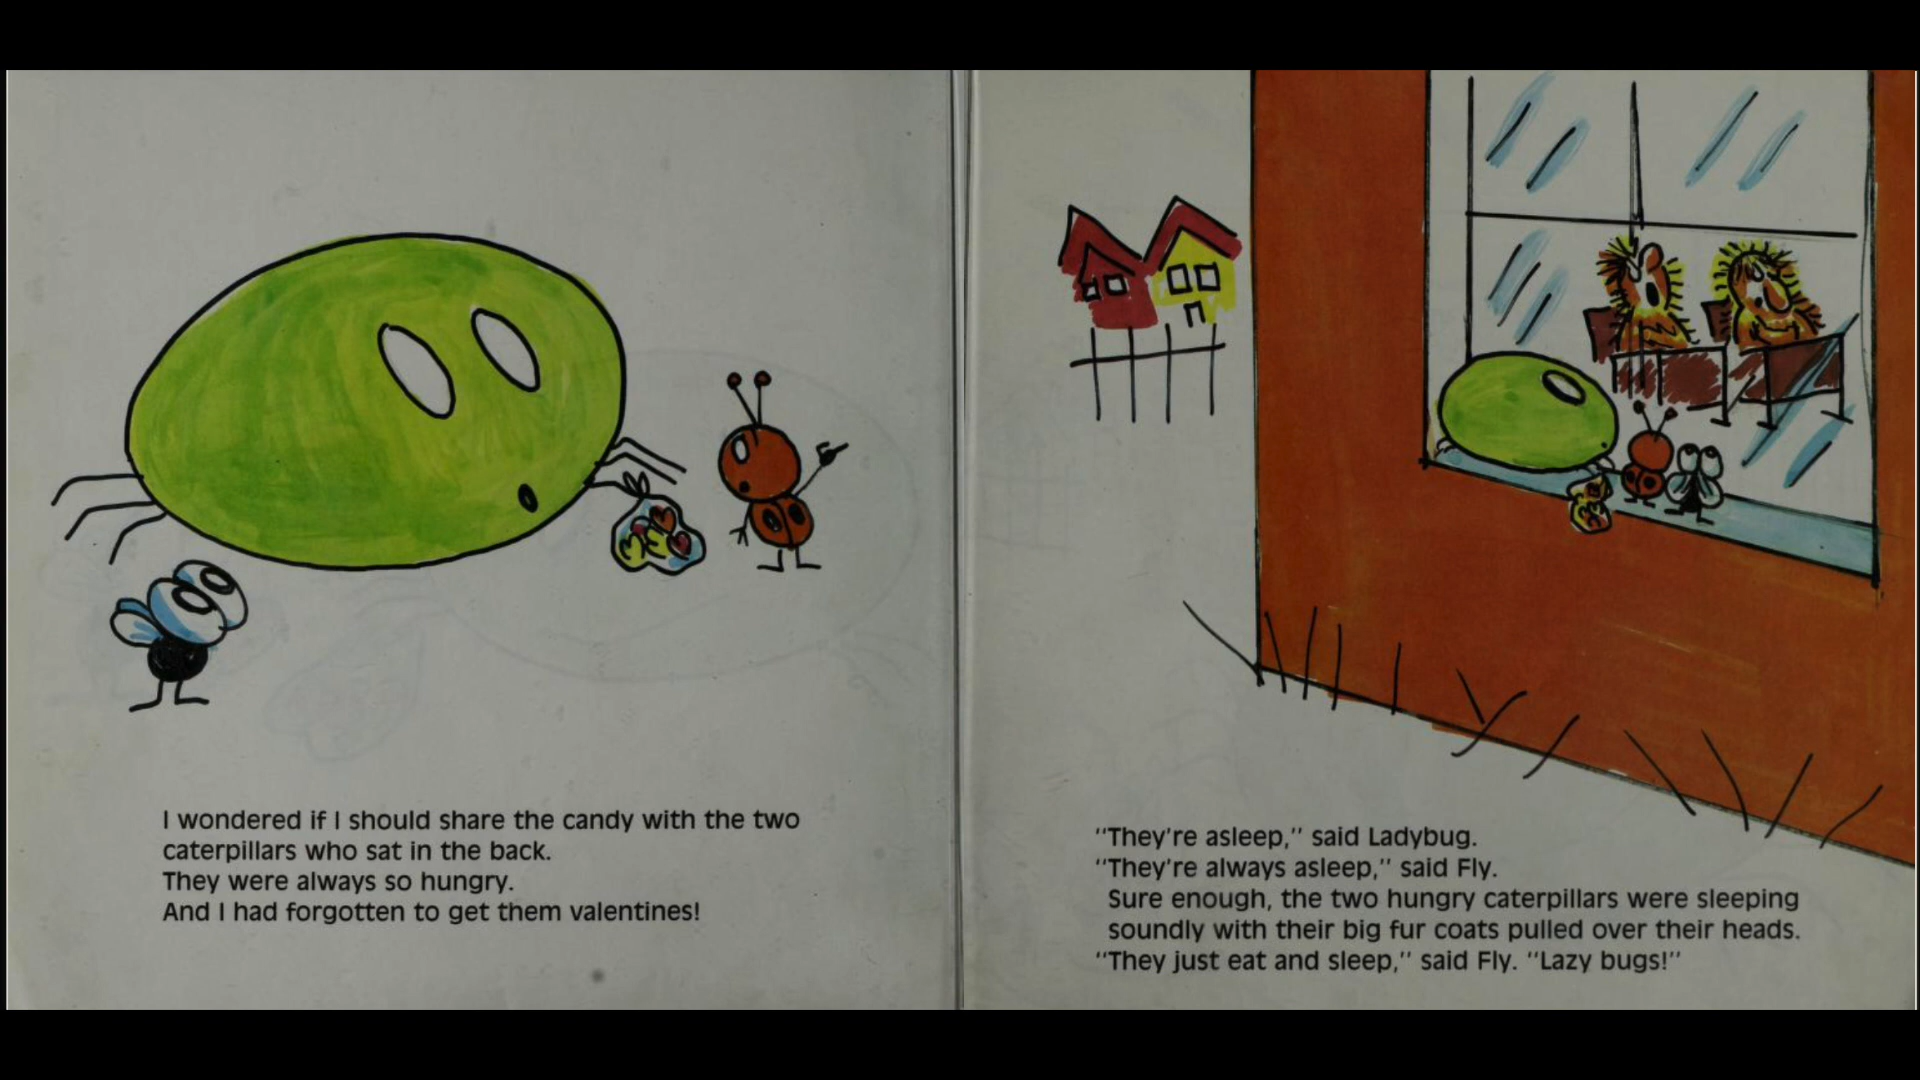 I wondered if I should share the candy with the two
caterpillars who sat in the back.
They were always so hungry.
And I had forgotten to get them valentines!
"They're asleep," said Ladybug.
"They're always asleep," said Fly.
Sure enough, the two hungry caterpillars were sleeping
soundly with their big fur coats pulled over their heads.
"They just eat and sleep," said Fly. "Lazy bugs!"